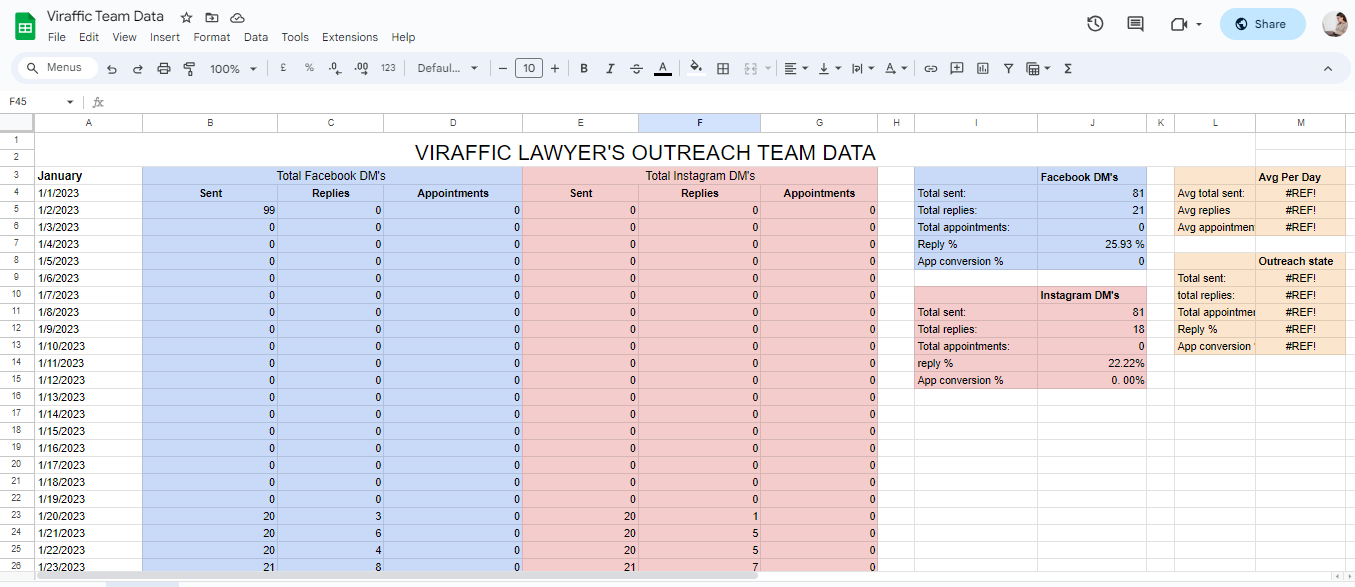 Viraffic Team Data
File Edit View Insert Format Data Tools Extensions Help
Share
Menus 100% £ % .0 .00 123 Defaul... 10 B I A
F45 fx
A B C D E F G H I J K L M
1
2 VIRAFFIC LAWYER'S OUTREACH TEAM DATA
3 January Total Facebook DM's Total Instagram DM's Facebook DM's Avg Per Day
4 1/1/2023 Sent Replies Appointments Sent Replies Appointments Total sent: 81 Avg total sent: #REF!
5 1/2/2023 99 0 0 0 0 0 Total replies: 21 Avg replies #REF!
6 1/3/2023 0 0 0 0 0 0 Total appointments: 0 Avg appointmen #REF!
7 1/4/2023 0 0 0 0 0 0 Reply % 25.93 %
8 1/5/2023 0 0 0 0 0 0 App conversion % 0 Outreach state
9 1/6/2023 0 0 0 0 0 0 Total sent: #REF!
10 1/7/2023 0 0 0 0 0 0 Instagram DM's total replies: #REF!
11 1/8/2023 0 0 0 0 0 0 Total sent: 81 Total appointme #REF!
12 1/9/2023 0 0 0 0 0 0 Total replies: 18 Reply % #REF!
13 1/10/2023 0 0 0 0 0 0 Total appointments: 0 App conversion #REF!
14 1/11/2023 0 0 0 0 0 0 reply % 22.22%
15 1/12/2023 0 0 0 0 0 0 App conversion % 0. 00%
16 1/13/2023 0 0 0 0 0 0
17 1/14/2023 0 0 0 0 0 0
18 1/15/2023 0 0 0 0 0 0
19 1/16/2023 0 0 0 0 0 0
20 1/17/2023 0 0 0 0 0 0
21 1/18/2023 0 0 0 0 0 0
22 1/19/2023 0 0 0 0 0 0
23 1/20/2023 20 3 0 20 1 0
24 1/21/2023 20 6 0 20 5 0
25 1/22/2023 20 4 0 20 5 0
26 1/23/2023 21 8 0 21 7 0